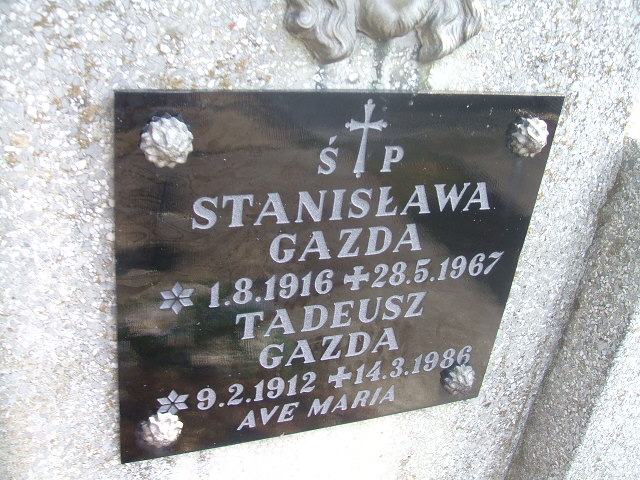 Ś P
STANISŁAWA
GAZDA
1.8.1916 28.5.1967
TADEUSZ
GAZDA
9.2.1912 14.3.1986
AVE MARIA